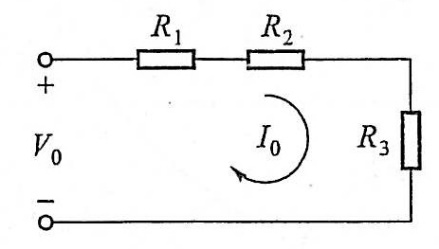 R₁ R₂
+
V₀ I₀ R₃
−